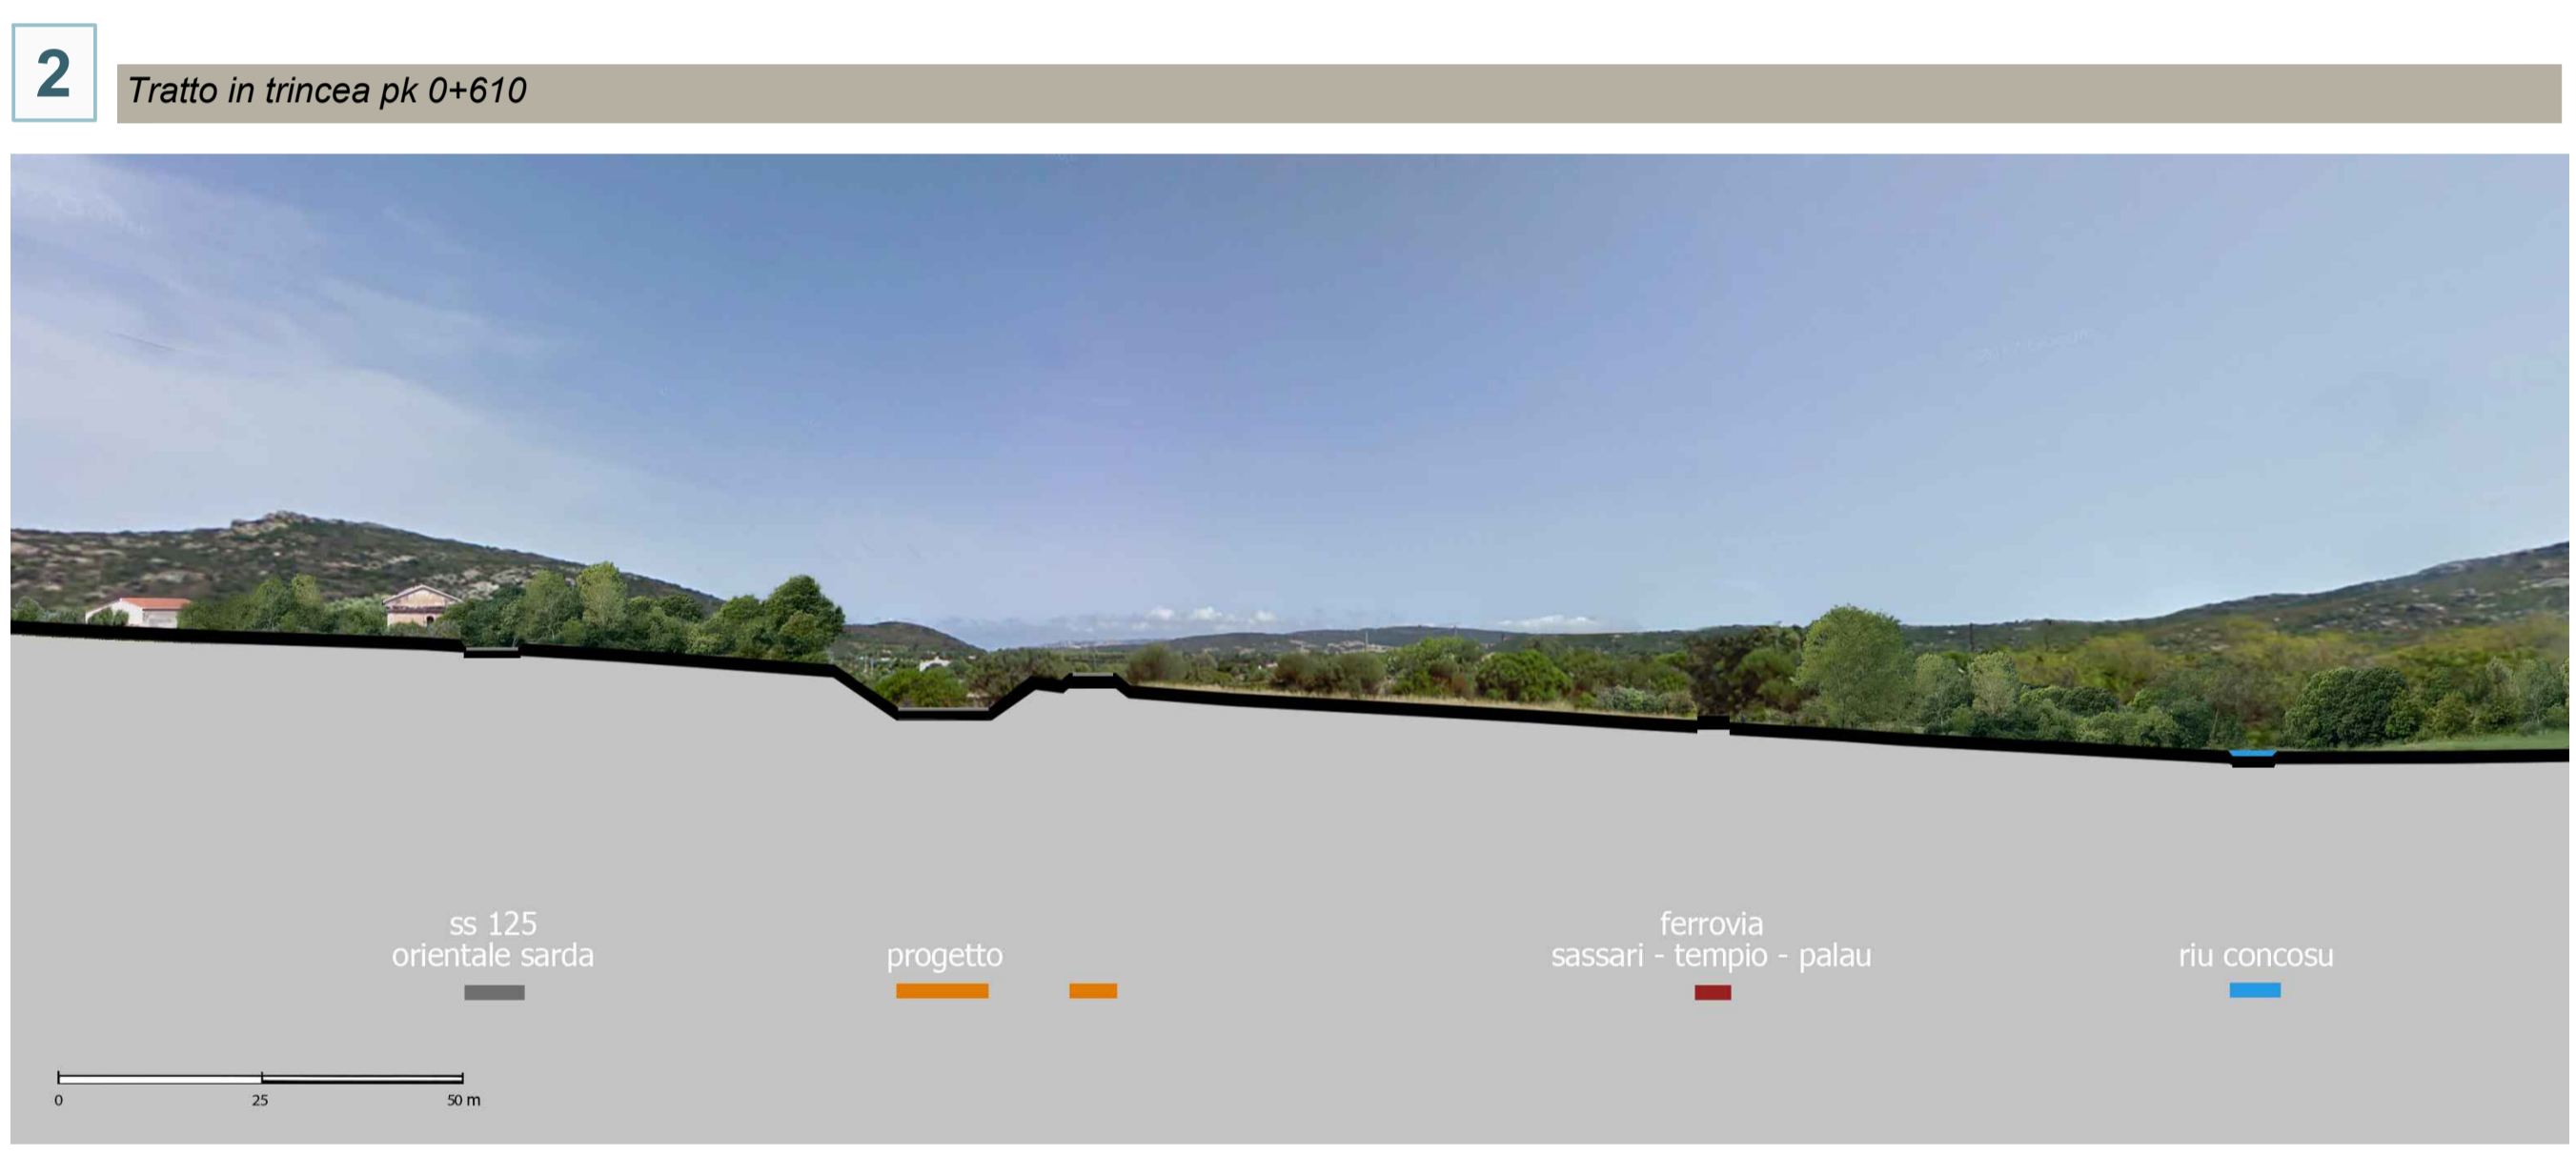 2
Tratto in trincea pk 0+610
ss 125
orientale sarda
progetto
ferrovia
sassari - tempio - palau
riu concosu
0 25 50 m